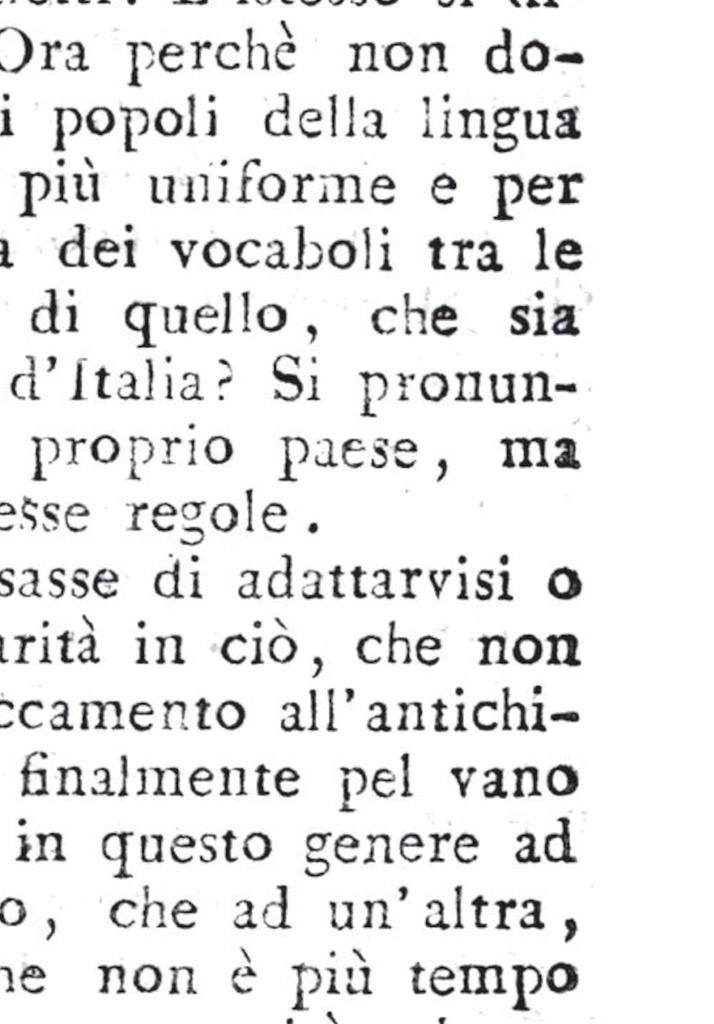 Ora perchè non do-
i popoli della lingua
più uniforme e per
dei vocaboli tra le
di quello, che sia
d'Italia? Si pronun-
proprio paese, ma
esse regole.
sasse di adattarvisi o
arità in ciò, che non
ccamento all'antichi-
finalmente pel vano
in questo genere ad
o, che ad un'altra,
ne non è più tempo